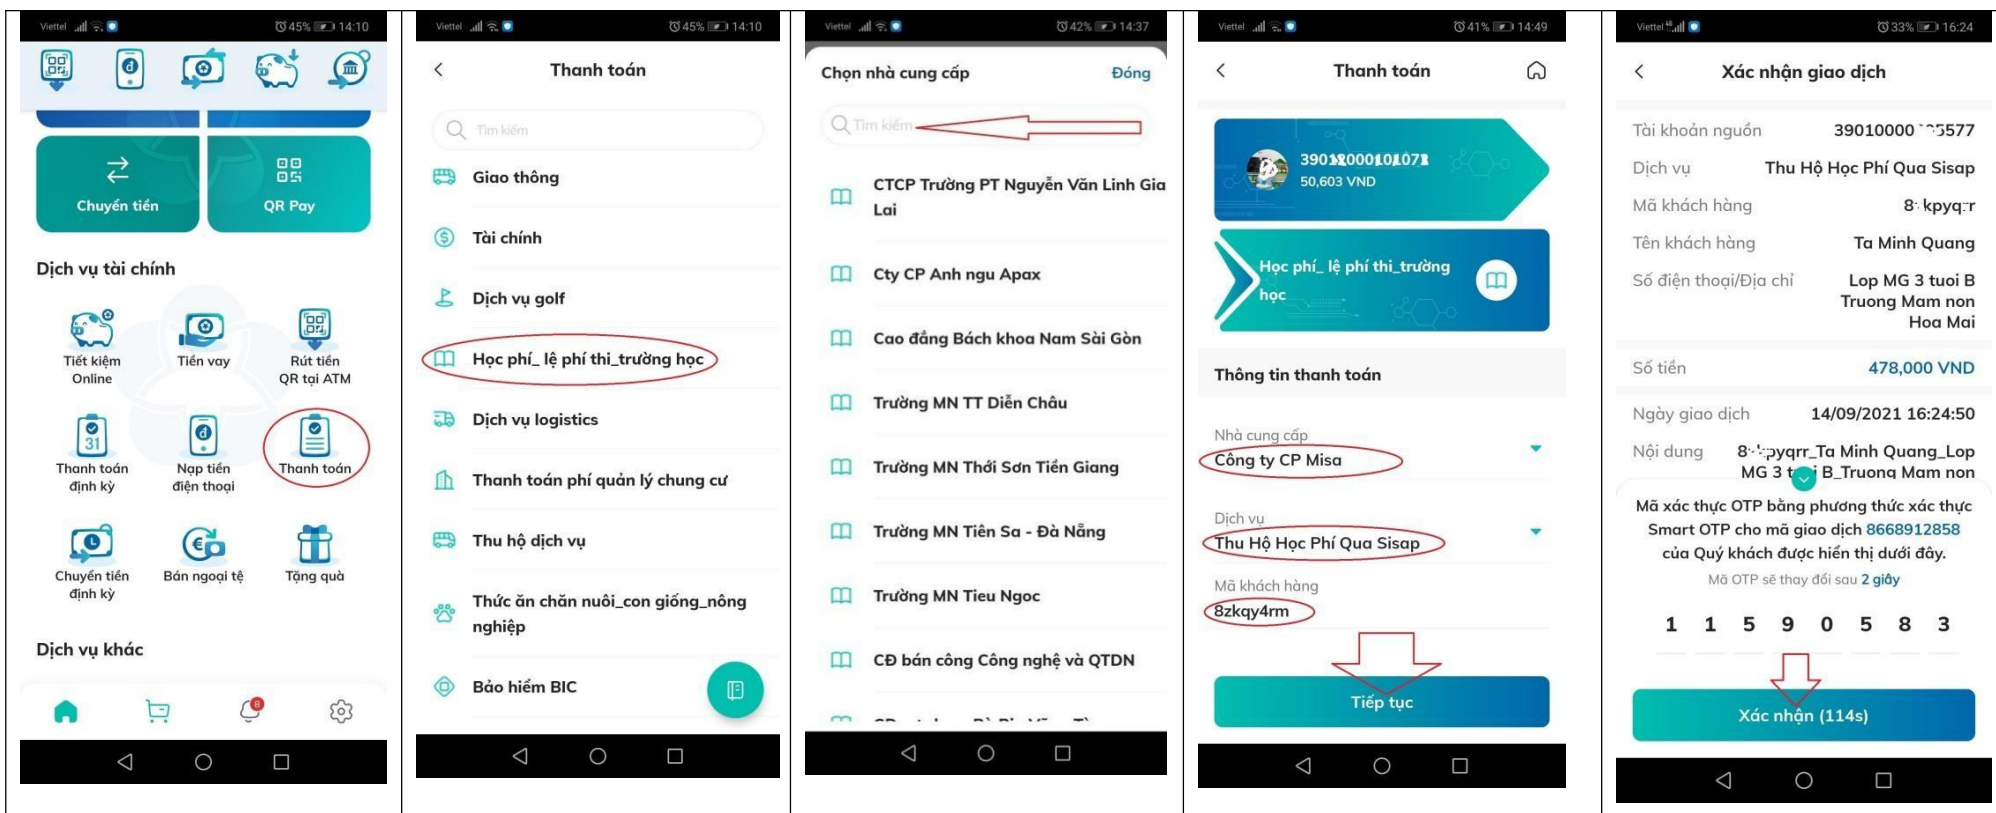 Viettel
45%
14:10
Chuyển tiền
QR Pay
Dịch vụ tài chính
Tiết kiệm
Online
Tiền vay
Rút tiền
QR tại ATM
31
Thanh toán
định kỳ
Nạp tiền
điện thoại
Thanh toán
Chuyển tiền
định kỳ
Bán ngoại tệ
Tặng quà
Dịch vụ khác
8
Viettel
45%
14:10
Thanh toán
Tìm kiếm
Giao thông
Tài chính
Dịch vụ golf
Học phí_ lệ phí thi_trường học
Dịch vụ logistics
Thanh toán phí quản lý chung cư
Thu hộ dịch vụ
Thức ăn chăn nuôi_con giống_nông
nghiệp
Bảo hiểm BIC
Viettel
42%
14:37
Chọn nhà cung cấp
Đóng
Tìm kiếm
CTCP Trường PT Nguyễn Văn Linh Gia
Lai
Cty CP Anh ngu Apax
Cao đẳng Bách khoa Nam Sài Gòn
Trường MN TT Diễn Châu
Trường MN Thới Sơn Tiền Giang
Trường MN Tiên Sa - Đà Nẵng
Trường MN Tieu Ngoc
CĐ bán công Công nghệ và QTDN
Viettel
41%
14:49
Thanh toán
50,603 VND
Học phí_ lệ phí thi_trường
học
Thông tin thanh toán
Nhà cung cấp
Công ty CP Misa
Dịch vụ
Thu Hộ Học Phí Qua Sisap
Mã khách hàng
8zkqy4rm
Tiếp tục
Viettel
33%
16:24
Xác nhận giao dịch
Tài khoản nguồn
Dịch vụ
Thu Hộ Học Phí Qua Sisap
Mã khách hàng
Tên khách hàng
Ta Minh Quang
Số điện thoại/Địa chỉ
Lop MG 3 tuoi B
Truong Mam non
Hoa Mai
Số tiền
478,000 VND
Ngày giao dịch
14/09/2021 16:24:50
Nội dung
Minh Quang_Lop
MG 3 B_Truong Mam non
Mã xác thực OTP bằng phương thức xác thực
Smart OTP cho mã giao dịch 8668912858
của Quý khách được hiển thị dưới đây.
Mã OTP sẽ thay đổi sau 2 giây
1 1 5 9 0 5 8 3
Xác nhận (114s)